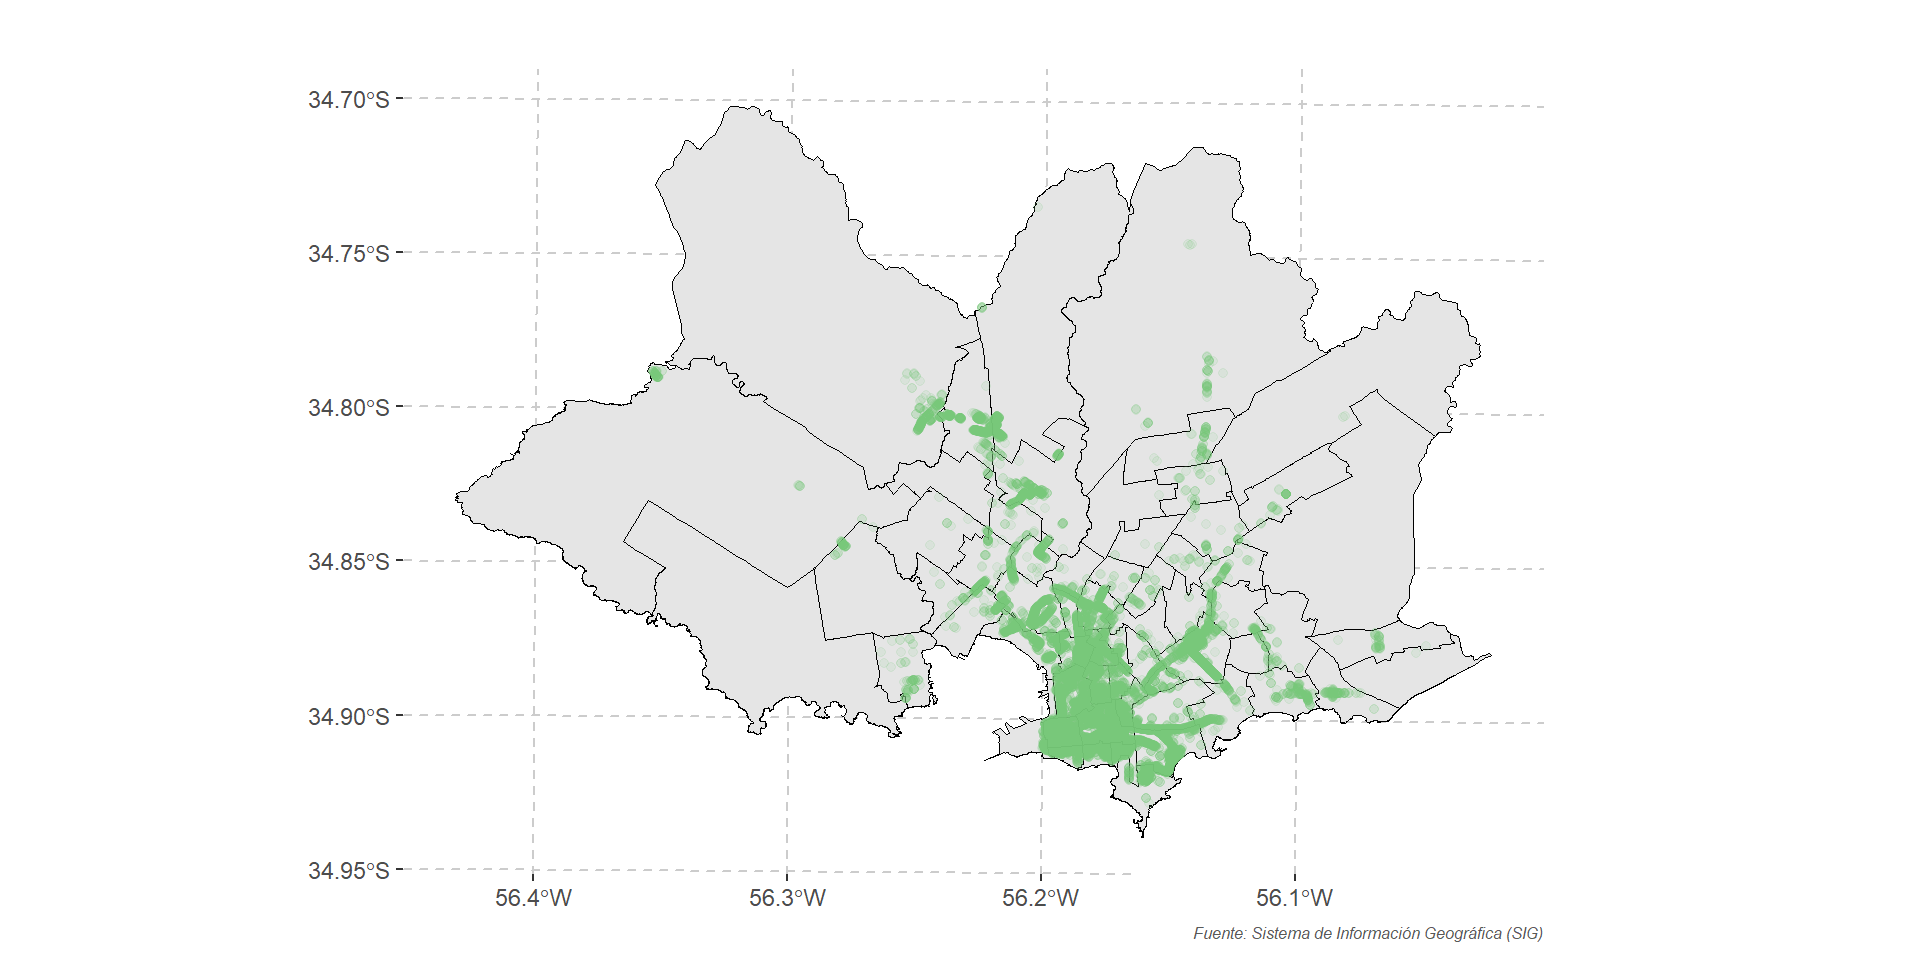 34.70°S
34.75°S
34.80°S
34.85°S
34.90°S
34.95°S
56.4°W 56.3°W 56.2°W 56.1°W
Fuente: Sistema de Información Geográfica (SIG)